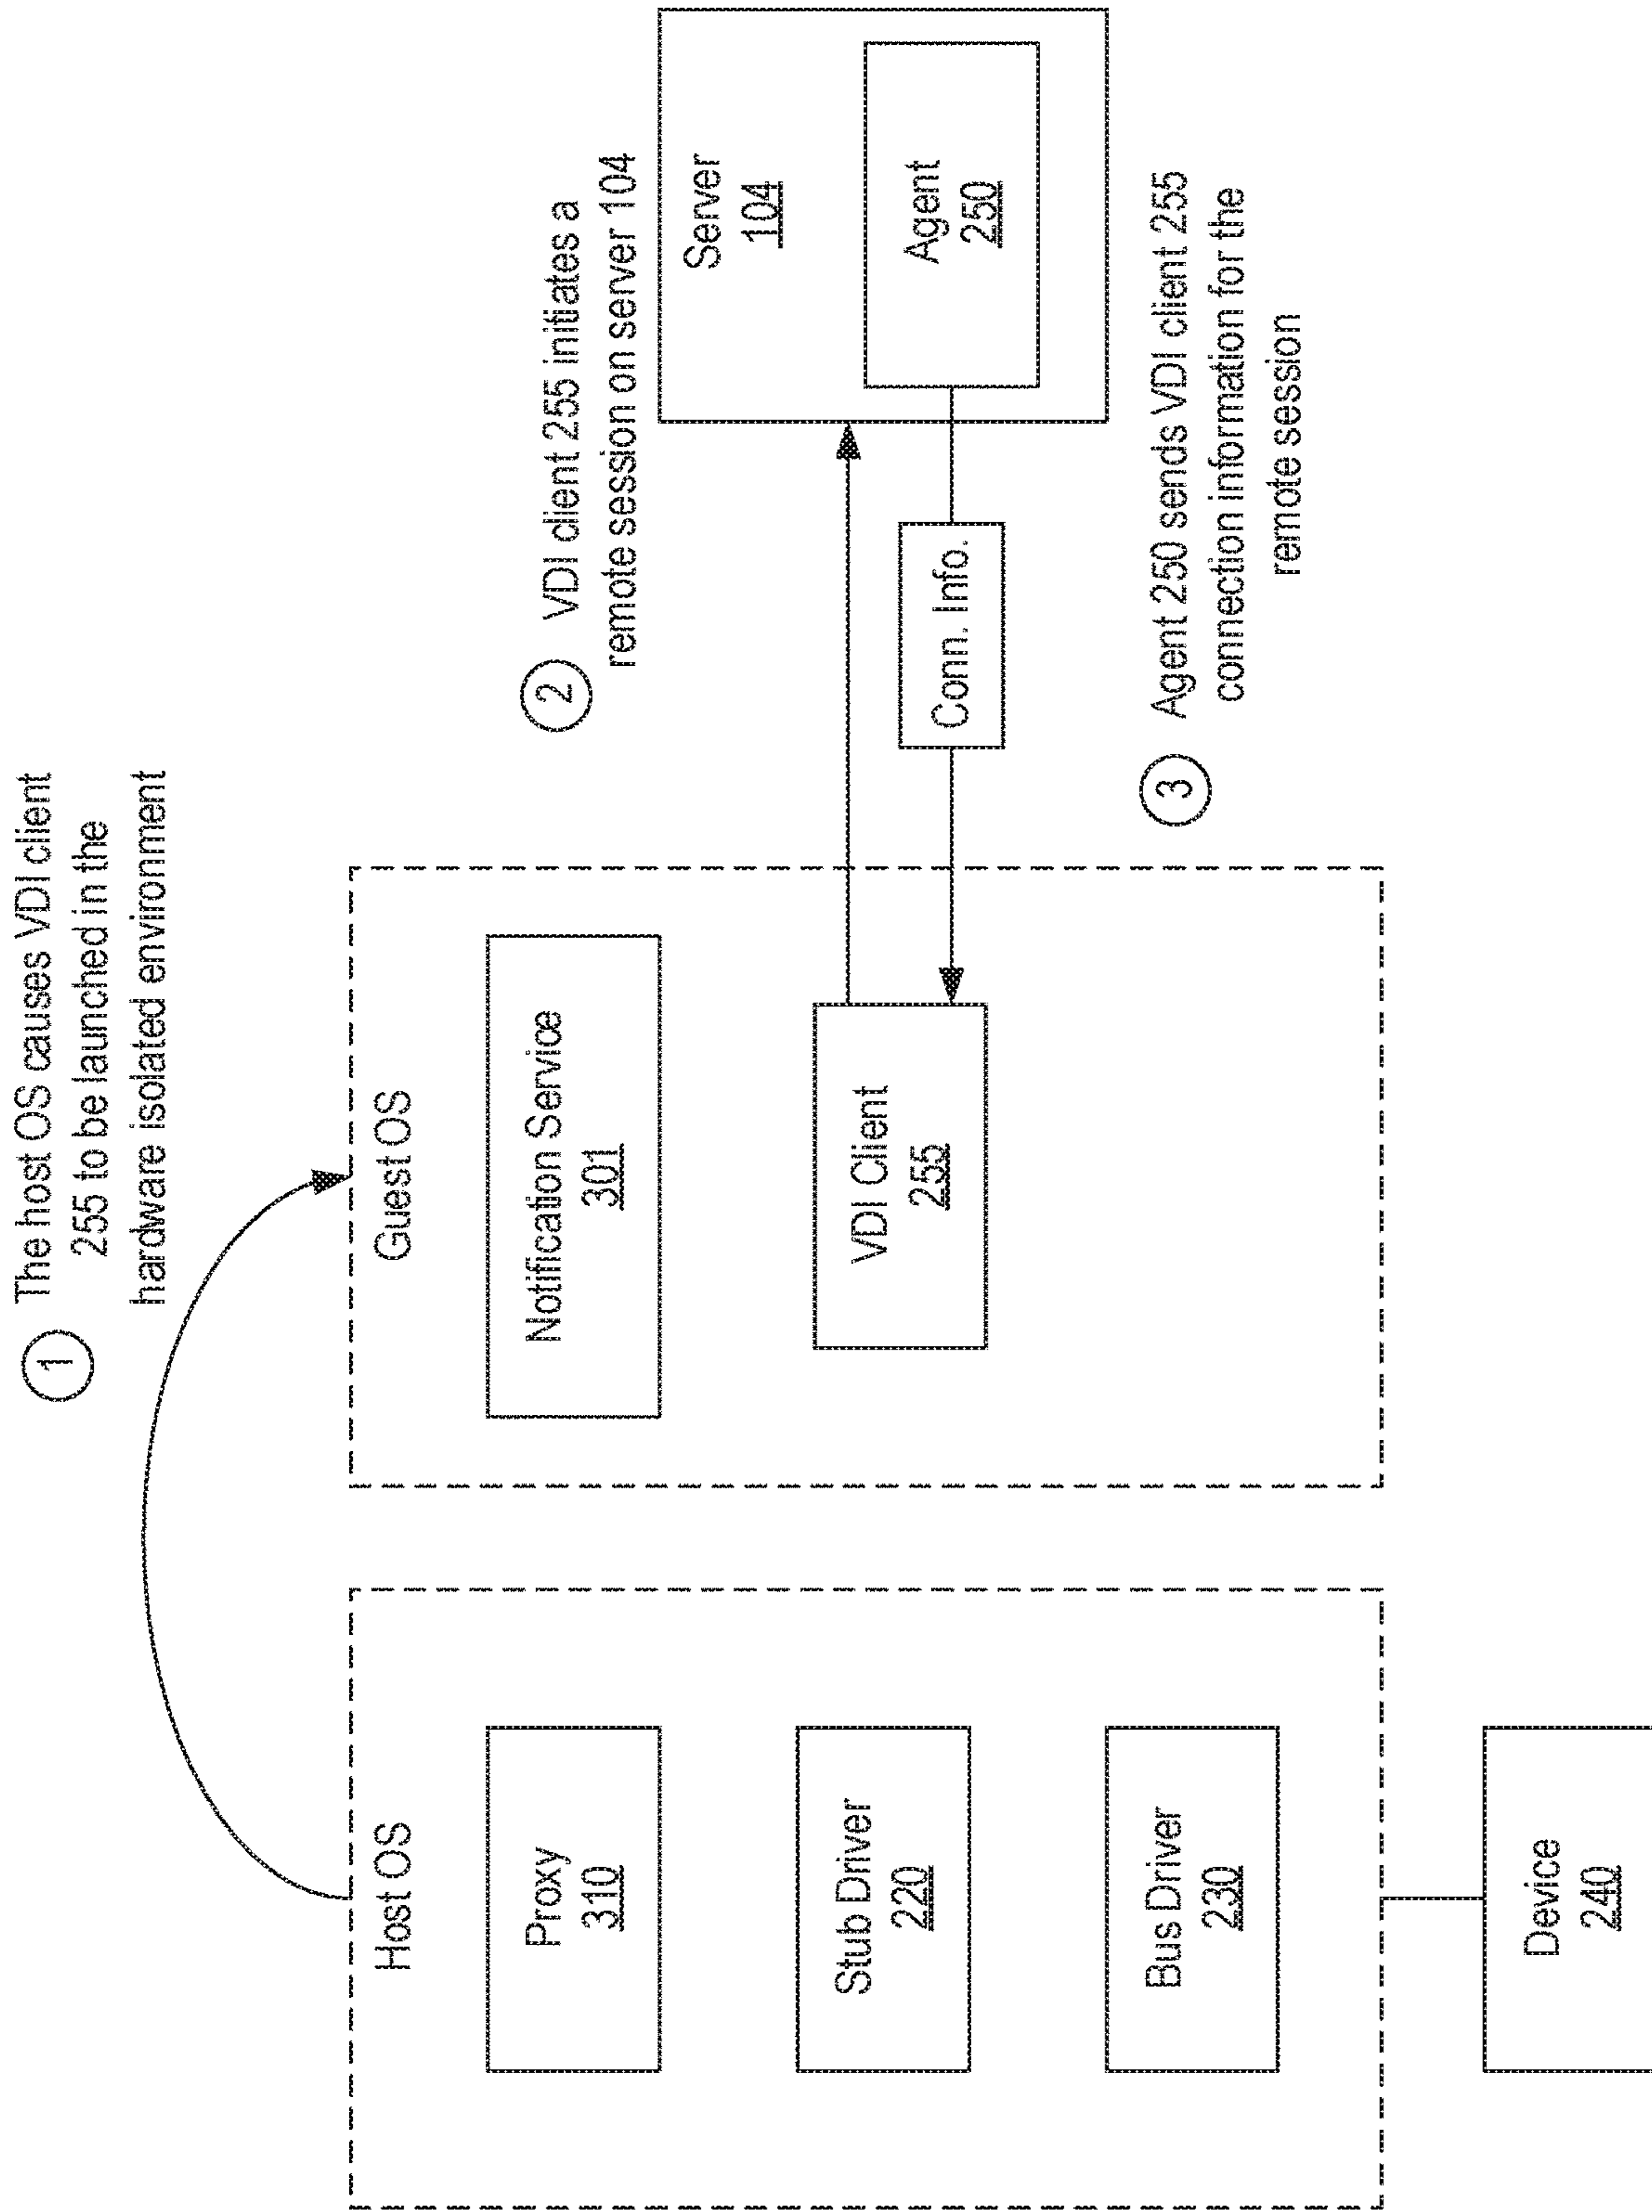 1
The host OS causes VDI client
255 to be launched in the
hardware isolated environment
Host OS
Proxy
310
Stub Driver
220
Bus Driver
230
Device
240
Guest OS
Notification Service
301
VDI Client
255
2
VDI client 255 initiates a
remote session on server 104
Server
104
Agent
250
Conn. Info.
3
Agent 250 sends VDI client 255
connection information for the
remote session